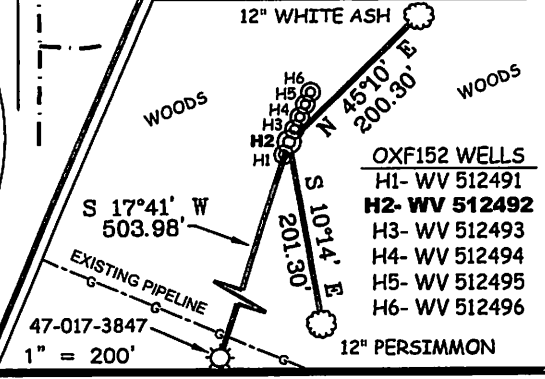 12" WHITE ASH
H6
H5
H4
H3
H2
H1
N 45°10' E
200.30'
WOODS
WOODS
OXF152 WELLS
H1- WV 512491
H2- WV 512492
H3- WV 512493
H4- WV 512494
H5- WV 512495
H6- WV 512496
S 17°41' W
503.98'
S 10°14' E
201.30'
EXISTING PIPELINE
G
G
G
G
47-017-3847
1" = 200'
12" PERSIMMON